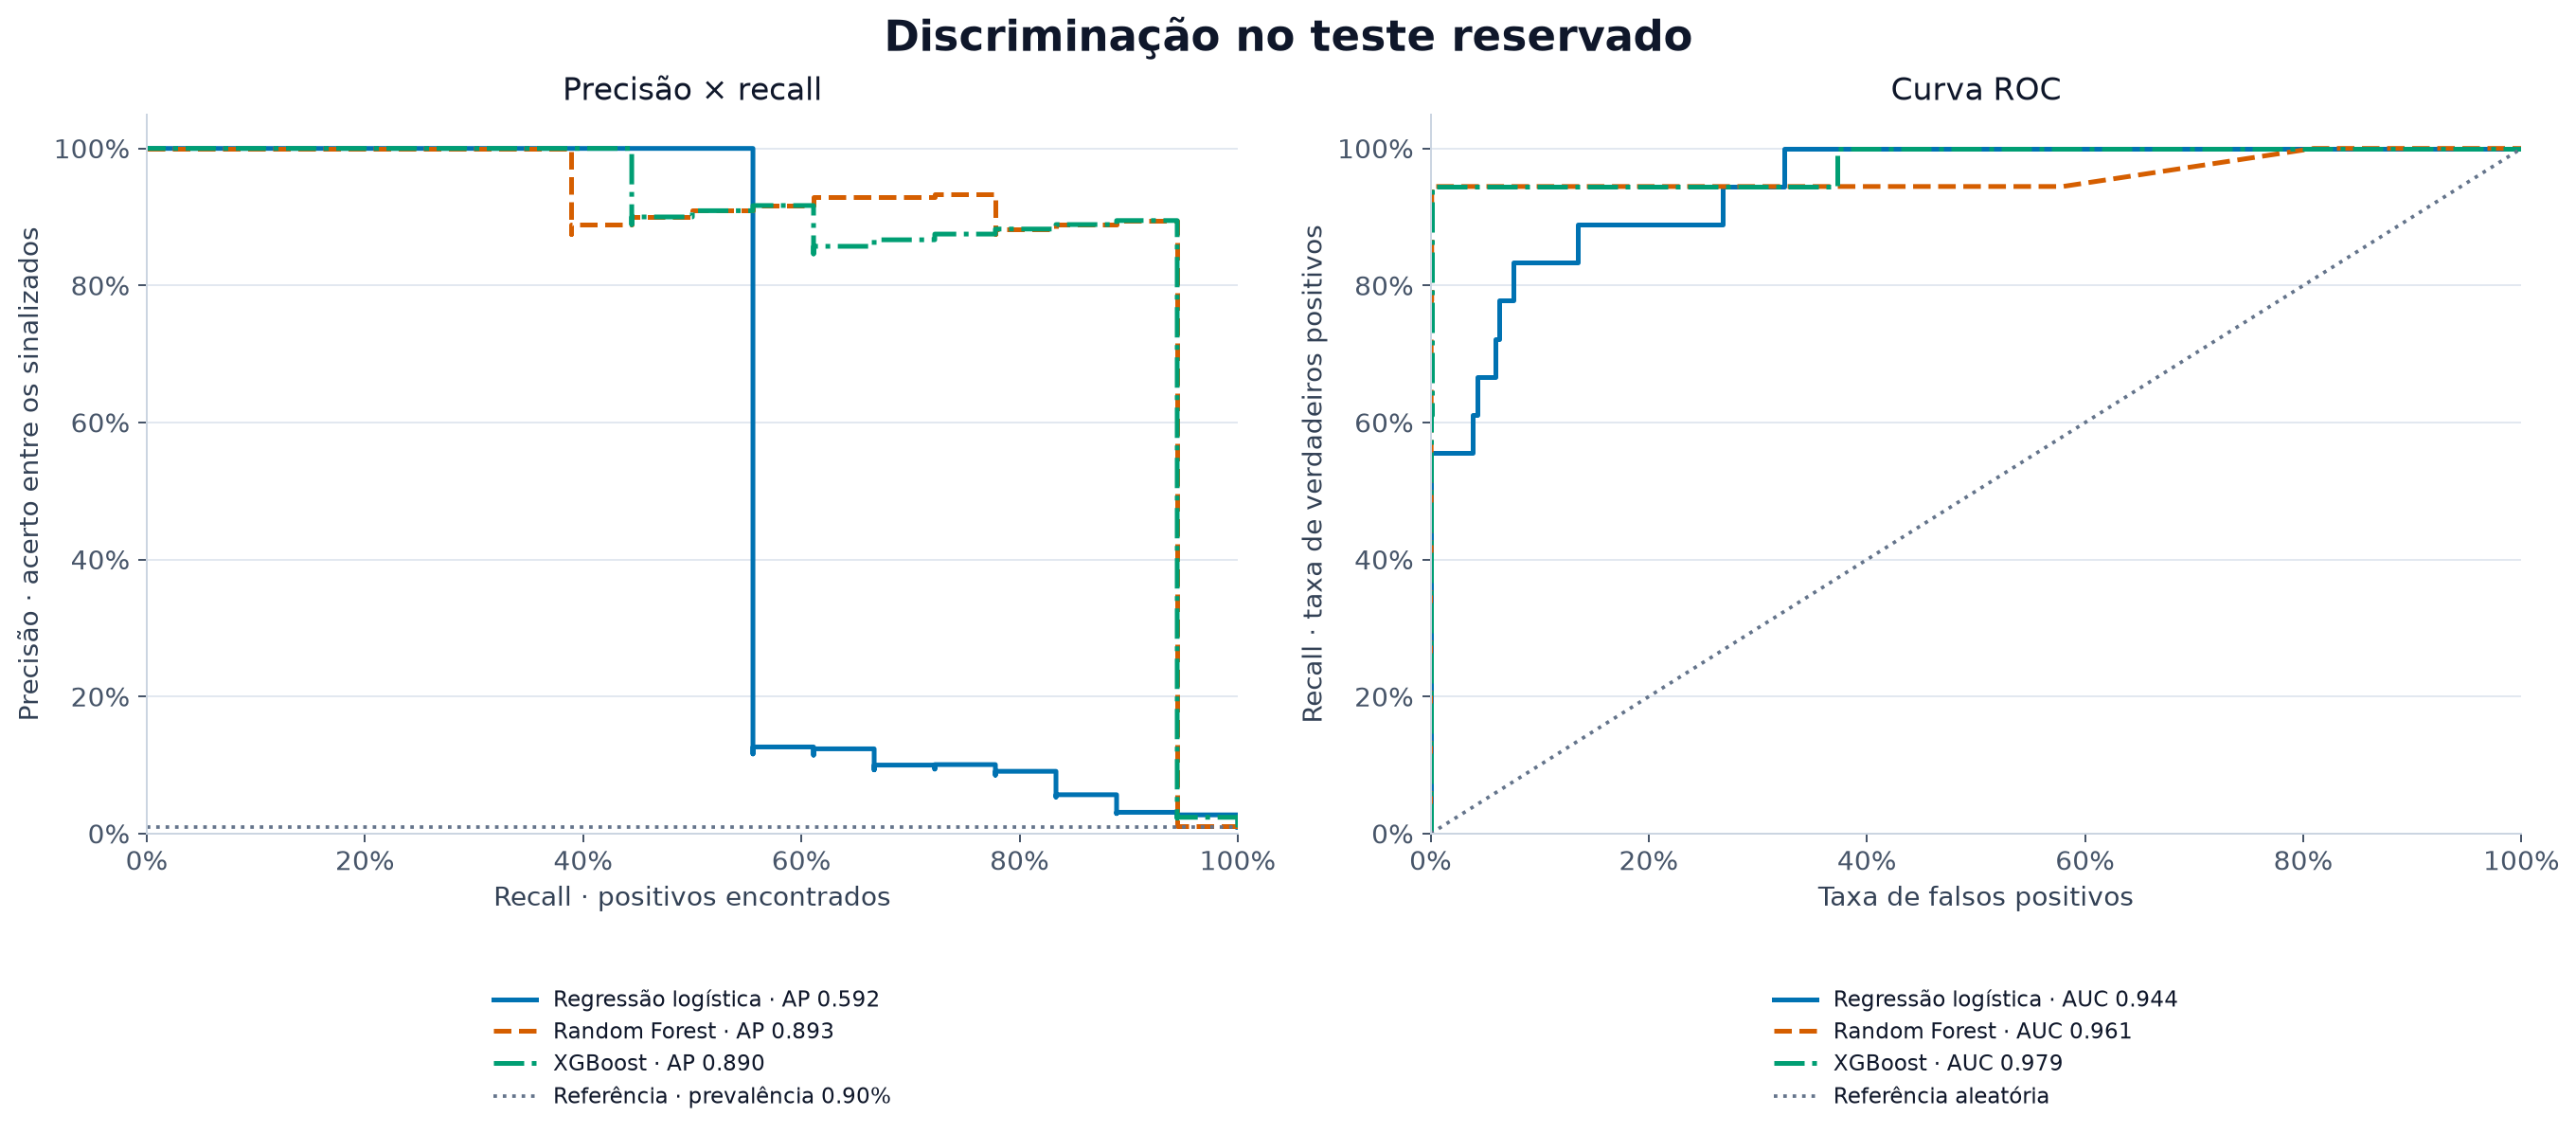 Discriminação no teste reservado
Precisão × recall
Precisão · acerto entre os sinalizados
100%
80%
60%
40%
20%
0%
0%
20%
40%
60%
80%
100%
Recall · positivos encontrados
Regressão logística · AP 0.592
Random Forest · AP 0.893
XGBoost · AP 0.890
Referência · prevalência 0.90%
Curva ROC
Recall · taxa de verdadeiros positivos
100%
80%
60%
40%
20%
0%
0%
20%
40%
60%
80%
100%
Taxa de falsos positivos
Regressão logística · AUC 0.944
Random Forest · AUC 0.961
XGBoost · AUC 0.979
Referência aleatória